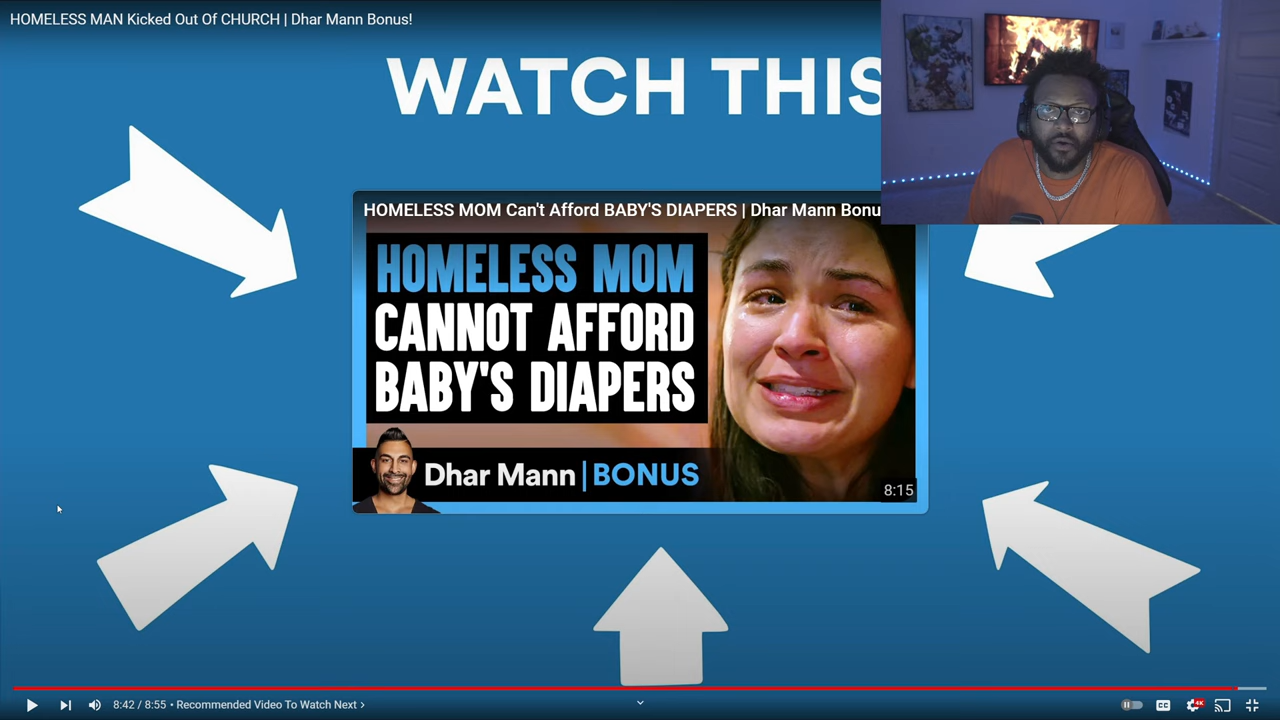 HOMELESS MAN Kicked Out Of CHURCH | Dhar Mann Bonus!
WATCH THIS
HOMELESS MOM Can't Afford BABY'S DIAPERS | Dhar Mann Bonu
HOMELESS MOM
CANNOT AFFORD
BABY'S DIAPERS
Dhar Mann | BONUS
8:15
8:42 / 8:55 • Recommended Video To Watch Next ›
CC
4K